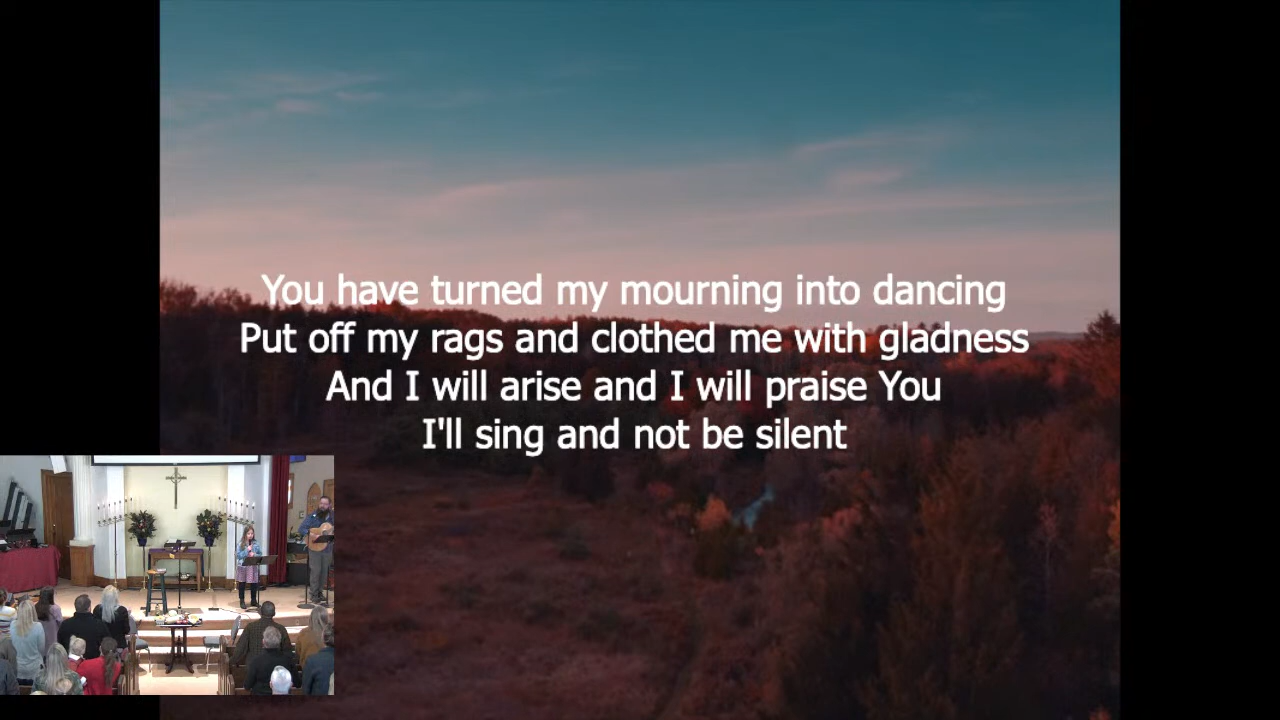 You have turned my mourning into dancing
Put off my rags and clothed me with gladness
And I will arise and I will praise You
I'll sing and not be silent